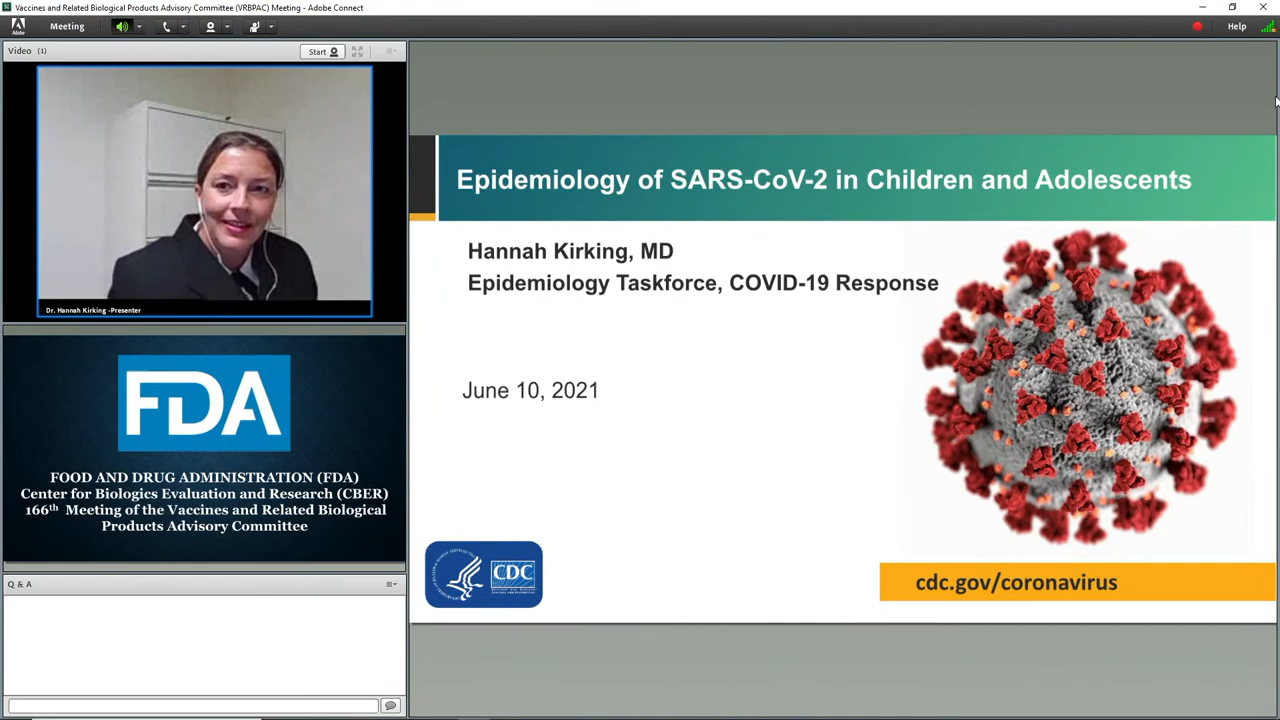 Vaccines and Related Biological Products Advisory Committee (VRBPAC) Meeting - Adobe Connect
Meeting
Help
Video (1)
Start
Dr. Hannah Kirking -Presenter
FDA
FOOD AND DRUG ADMINISTRATION (FDA)
Center for Biologics Evaluation and Research (CBER)
166th Meeting of the Vaccines and Related Biological
Products Advisory Committee
Q & A
Epidemiology of SARS-CoV-2 in Children and Adolescents
Hannah Kirking, MD
Epidemiology Taskforce, COVID-19 Response
June 10, 2021
CDC
cdc.gov/coronavirus